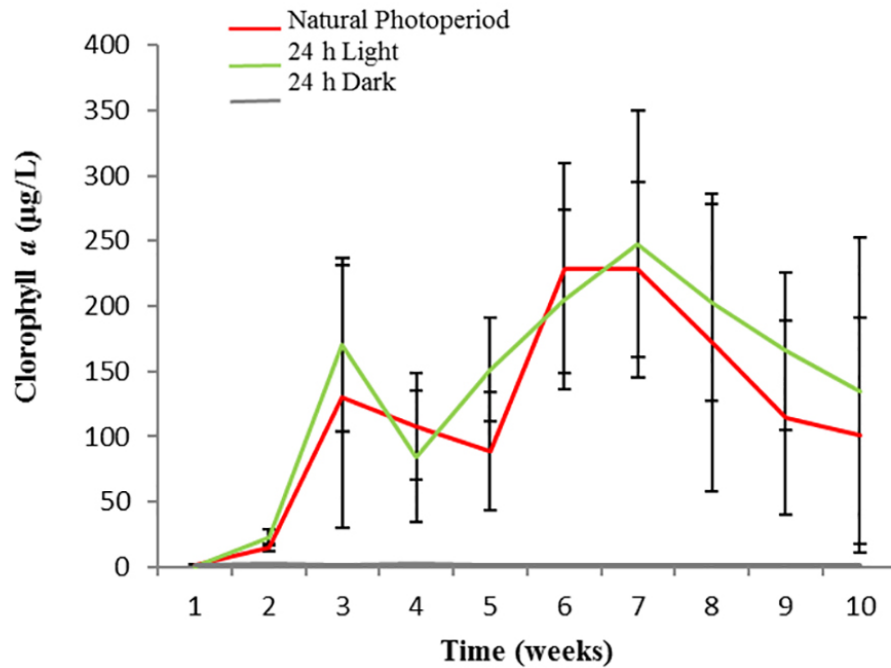 Natural Photoperiod
24 h Light
24 h Dark
400
350
300
250
200
150
100
50
0
Clorophyll a (µg/L)
1 2 3 4 5 6 7 8 9 10
Time (weeks)